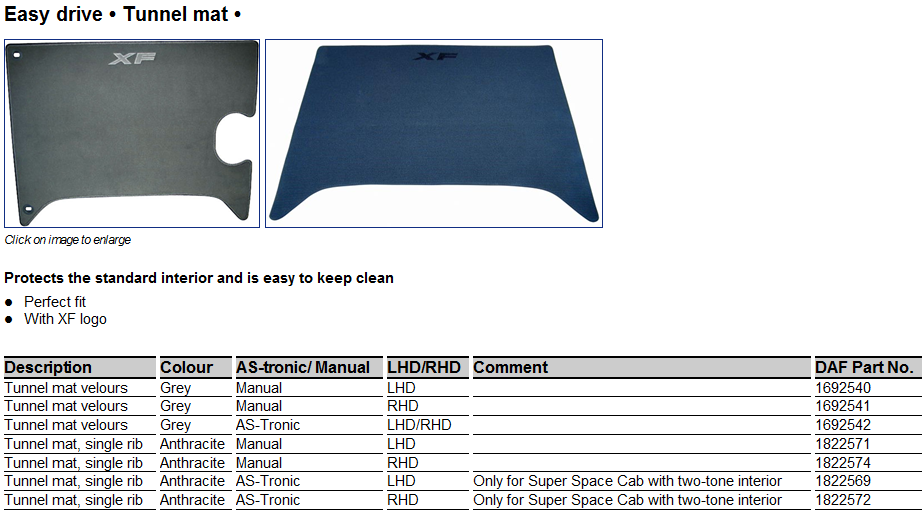 Easy drive • Tunnel mat •
XF
XF
Click on image to enlarge
Protects the standard interior and is easy to keep clean
● Perfect fit
● With XF logo
Description Colour AS-tronic/ Manual LHD/RHD Comment DAF Part No.
Tunnel mat velours Grey Manual LHD 1692540
Tunnel mat velours Grey Manual RHD 1692541
Tunnel mat velours Grey AS-Tronic LHD/RHD 1692542
Tunnel mat, single rib Anthracite Manual LHD 1822571
Tunnel mat, single rib Anthracite Manual RHD 1822574
Tunnel mat, single rib Anthracite AS-Tronic LHD Only for Super Space Cab with two-tone interior 1822569
Tunnel mat, single rib Anthracite AS-Tronic RHD Only for Super Space Cab with two-tone interior 1822572